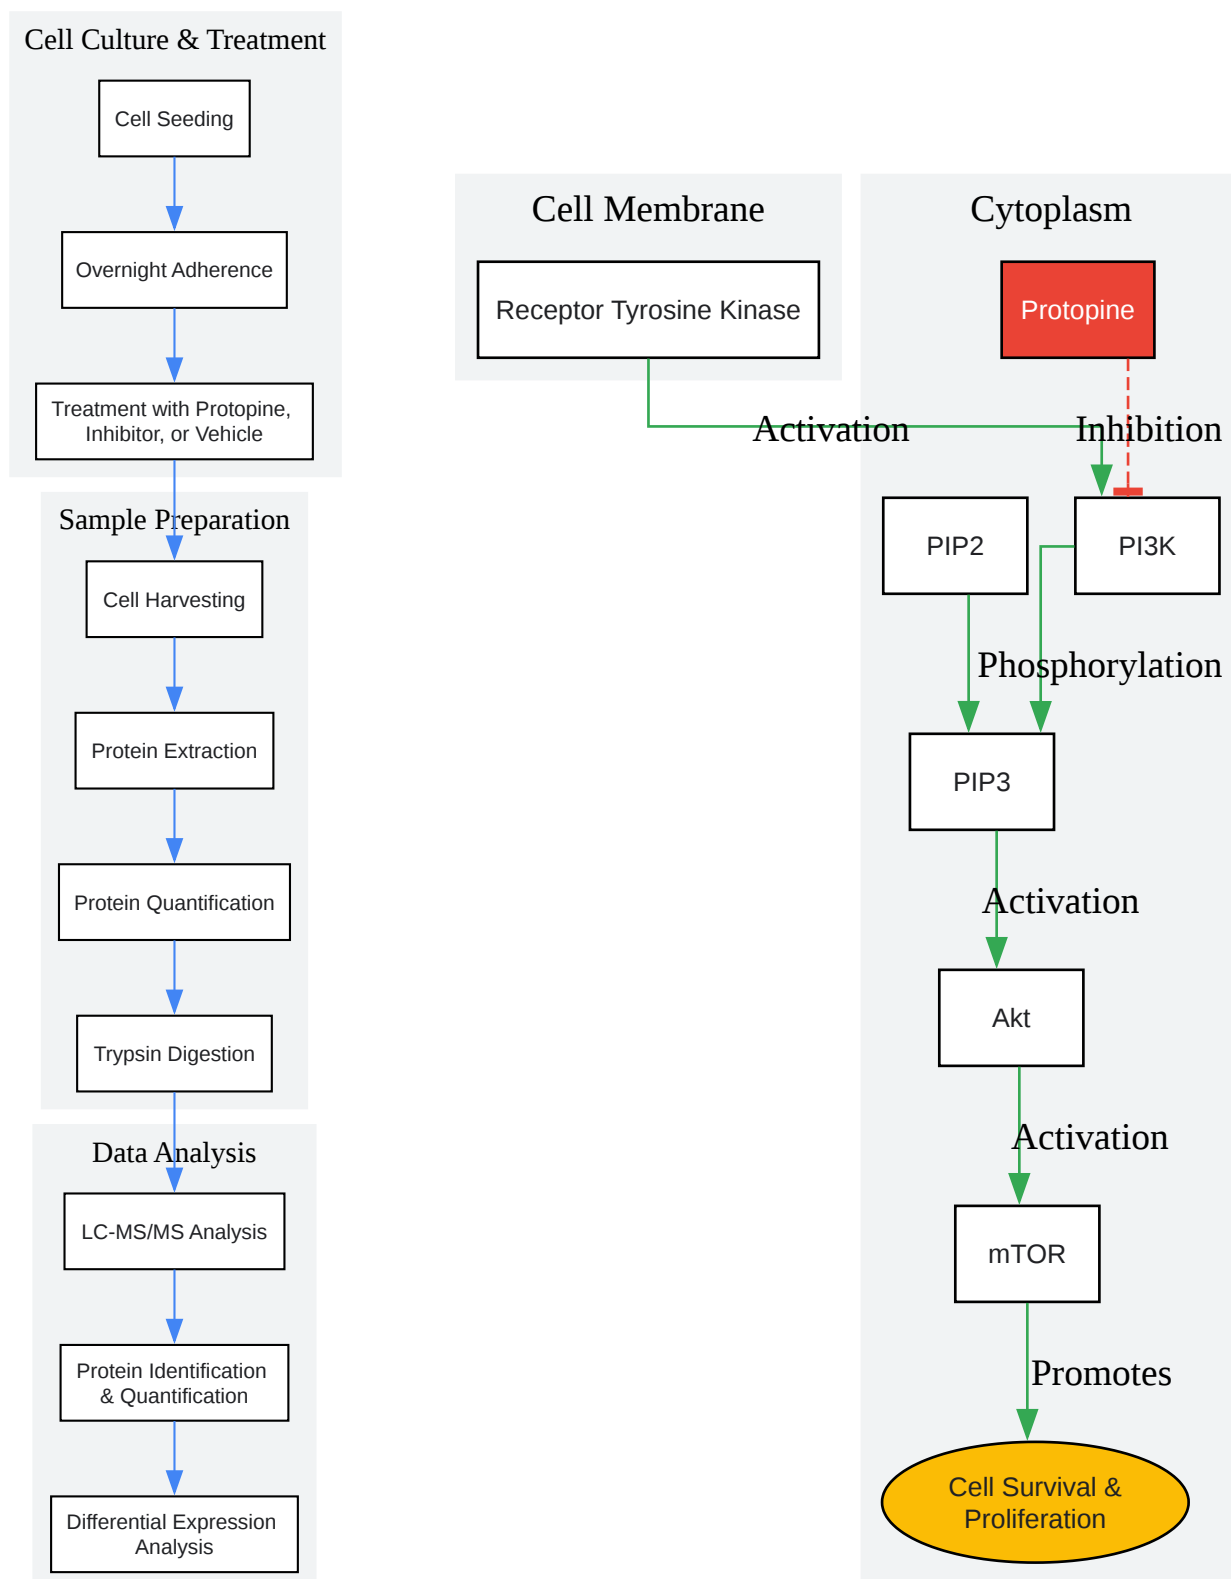 Cell Culture & Treatment
Cell Seeding
Overnight Adherence
Treatment with Protopine,
Inhibitor, or Vehicle
Sample Preparation
Cell Harvesting
Protein Extraction
Protein Quantification
Trypsin Digestion
Data Analysis
LC-MS/MS Analysis
Protein Identification
& Quantification
Differential Expression
Analysis
Cell Membrane
Receptor Tyrosine Kinase
Cytoplasm
Protopine
Activation
Inhibition
PIP2
PI3K
Phosphorylation
PIP3
Activation
Akt
Activation
mTOR
Promotes
Cell Survival &
Proliferation